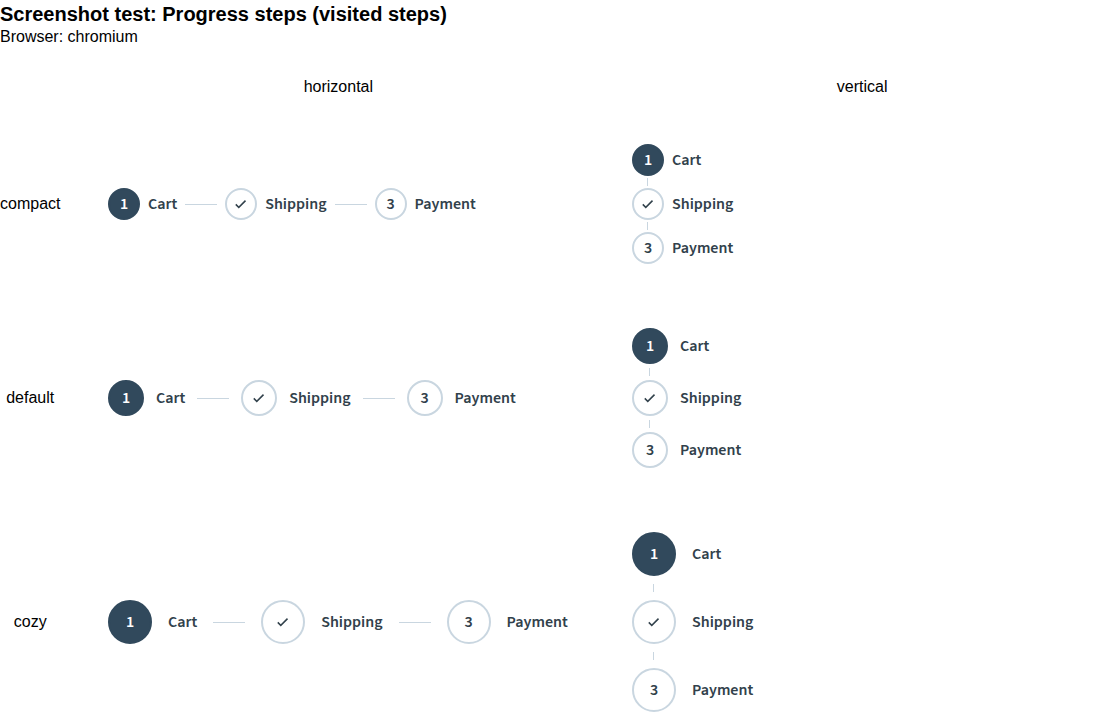 Screenshot test: Progress steps (visited steps)
Browser: chromium
horizontal vertical
compact 1 Cart Shipping 3 Payment
1 Cart
Shipping
3 Payment
default 1 Cart Shipping 3 Payment
1 Cart
Shipping
3 Payment
cozy 1 Cart Shipping 3 Payment
1 Cart
Shipping
3 Payment